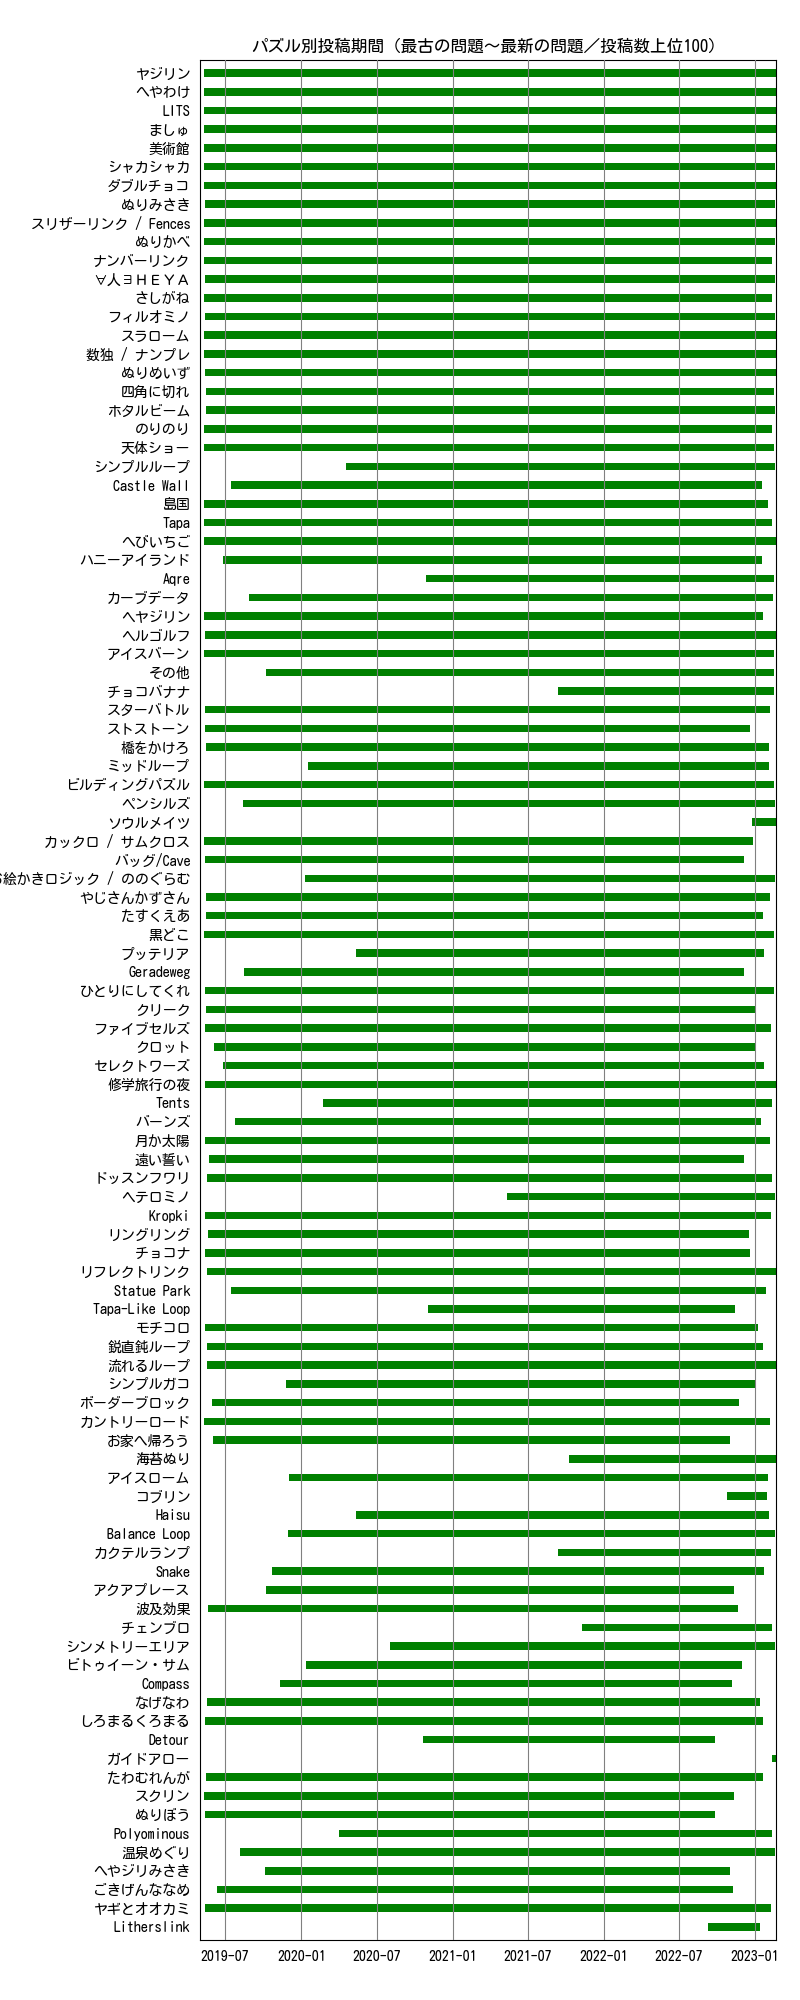 パズル別投稿期間（最古の問題～最新の問題／投稿数上位100）
ヤジリン
へやわけ
LITS
ましゅ
美術館
シャカシャカ
ダブルチョコ
ぬりみさき
スリザーリンク / Fences
ぬりかべ
ナンバーリンク
∀人∃ＨＥＹＡ
さしがね
フィルオミノ
スラローム
数独 / ナンプレ
ぬりめいず
四角に切れ
ホタルビーム
のりのり
天体ショー
シンプルループ
Castle Wall
島国
Tapa
へびいちご
ハニーアイランド
Aqre
カーブデータ
ヘヤジリン
ヘルゴルフ
アイスバーン
その他
チョコバナナ
スターバトル
ストストーン
橋をかけろ
ミッドループ
ビルディングパズル
ペンシルズ
ソウルメイツ
カックロ / サムクロス
バッグ/Cave
絵かきロジック / ののぐらむ
やじさんかずさん
たすくえあ
黒どこ
プッテリア
Geradeweg
ひとりにしてくれ
クリーク
ファイブセルズ
クロット
セレクトワーズ
修学旅行の夜
Tents
バーンズ
月か太陽
遠い誓い
ドッスンフワリ
ヘテロミノ
Kropki
リングリング
チョコナ
リフレクトリンク
Statue Park
Tapa-Like Loop
モチコロ
鋭直鈍ループ
流れるループ
シンプルガコ
ボーダーブロック
カントリーロード
お家へ帰ろう
海苔ぬり
アイスローム
コブリン
Haisu
Balance Loop
カクテルランプ
Snake
アクアプレース
波及効果
チェンブロ
シンメトリーエリア
ビトゥイーン・サム
Compass
なげなわ
しろまるくろまる
Detour
ガイドアロー
たわむれんが
スクリン
ぬりぼう
Polyominous
温泉めぐり
へやジリみさき
ごきげんななめ
ヤギとオオカミ
Litherslink
2019-07 2020-01 2020-07 2021-01 2021-07 2022-01 2022-07 2023-01